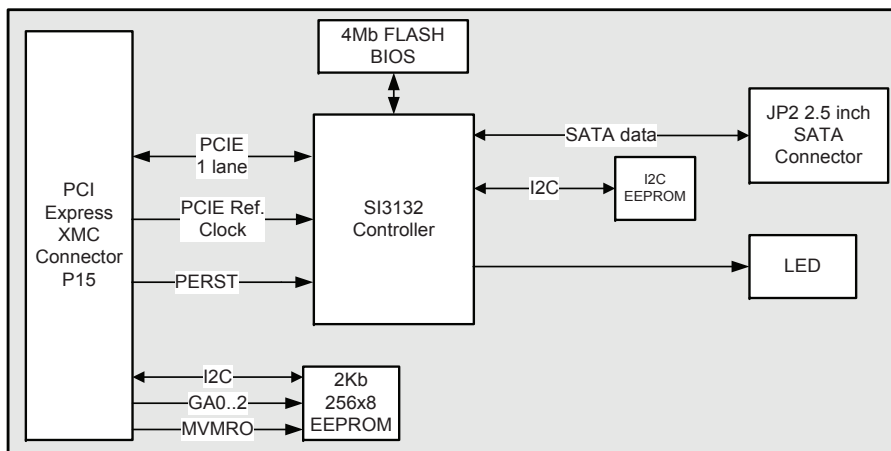 4Mb FLASH
BIOS
PCI
Express
XMC
Connector
P15
PCIE
1 lane
PCIE Ref.
Clock
PERST
SI3132
Controller
SATA data
JP2 2.5 inch
SATA
Connector
I2C
I2C
EEPROM
LED
I2C
GA0..2
MVMRO
2Kb
256x8
EEPROM